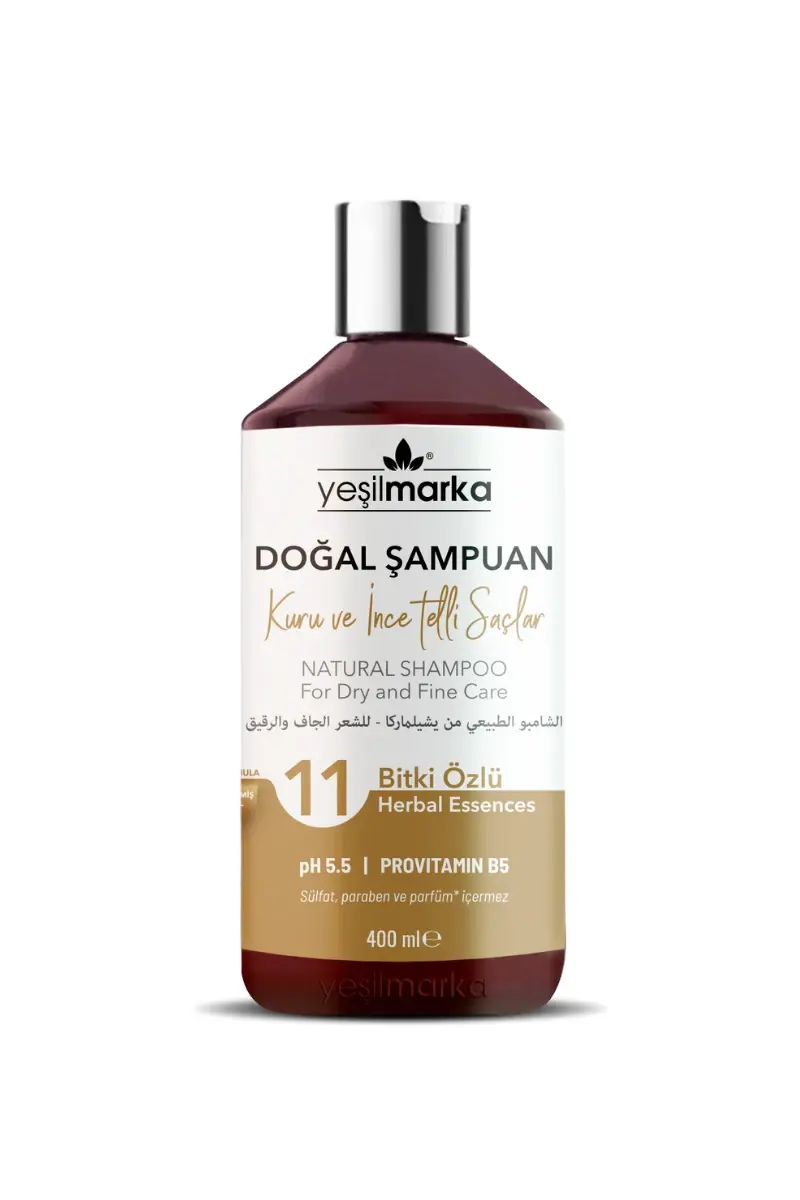 yeşilmarka®
DOĞAL ŞAMPUAN
Kuru ve İnce Telli Saçlar
NATURAL SHAMPOO
For Dry and Fine Care
الشامبو الطبيعي من يشيلماركا - للشعر الجاف والرقيق
11
Bitki Özlü
Herbal Essences
pH 5.5 | PROVITAMIN B5
Sülfat, paraben ve parfüm* içermez
400 ml℮
yeşilmarka